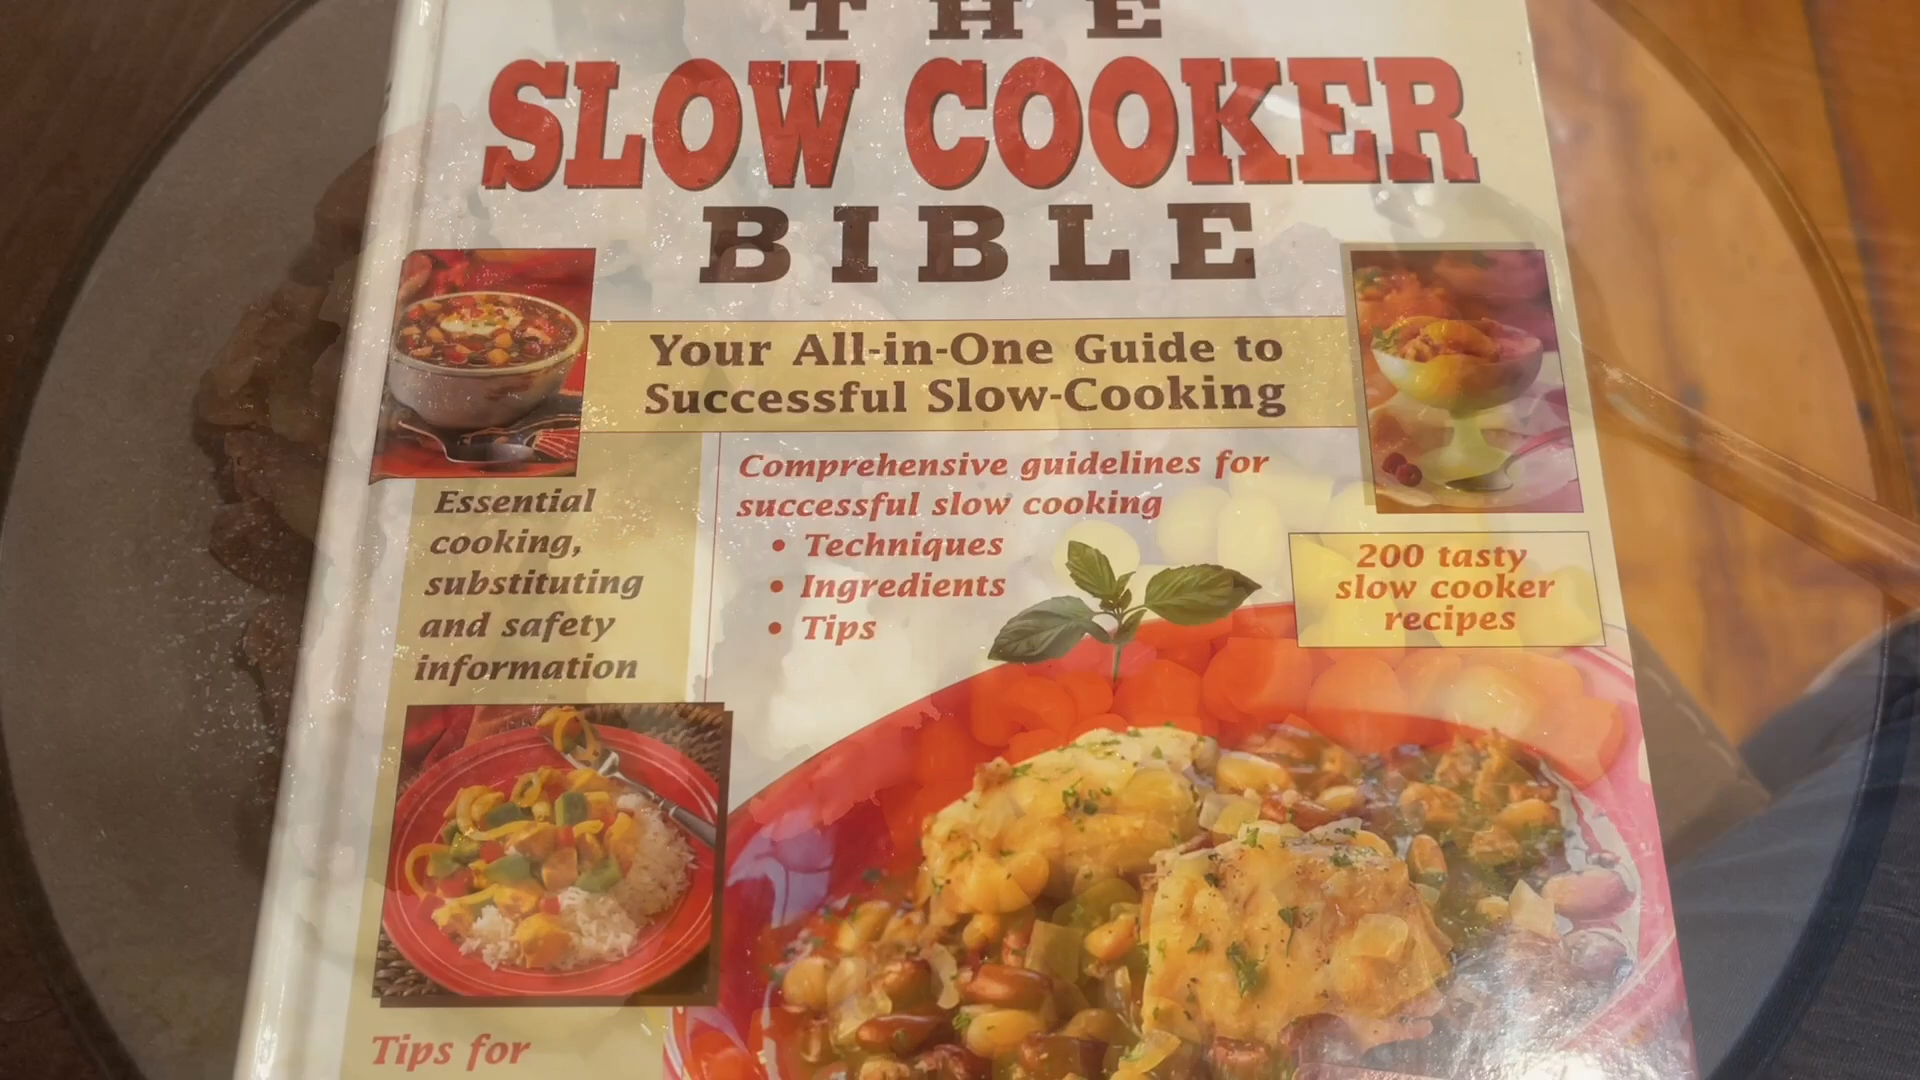 THE
SLOW COOKER
BIBLE
Your All-in-One Guide to
Successful Slow-Cooking
Essential
cooking,
substituting
and safety
information
Comprehensive guidelines for
successful slow cooking
• Techniques
• Ingredients
• Tips
200 tasty
slow cooker
recipes
Tips for